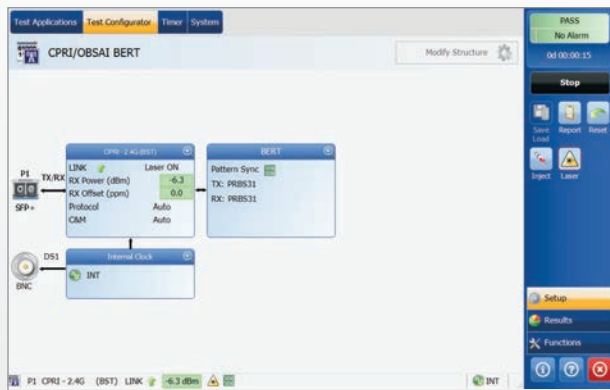 Test Applications Test Configurator Timer System
CPRI/OBSAI BERT
Modify Structure
PASS
No Alarm
0d 00:00:15
Stop
Save Load
Report
Reset
Inject
Laser
P1
TX/RX
SFP+
CPRI - 2.4G (BST)
LINK Laser ON
RX Power (dBm) -6.3
RX Offset (ppm) 0.0
Protocol Auto
C&M Auto
BERT
Pattern Sync
TX: PRBS31
RX: PRBS31
DS1
BNC
Internal Clock
INT
Setup
Results
Functions
P1 CPRI - 2.4G (BST) LINK -6.3 dBm
INT